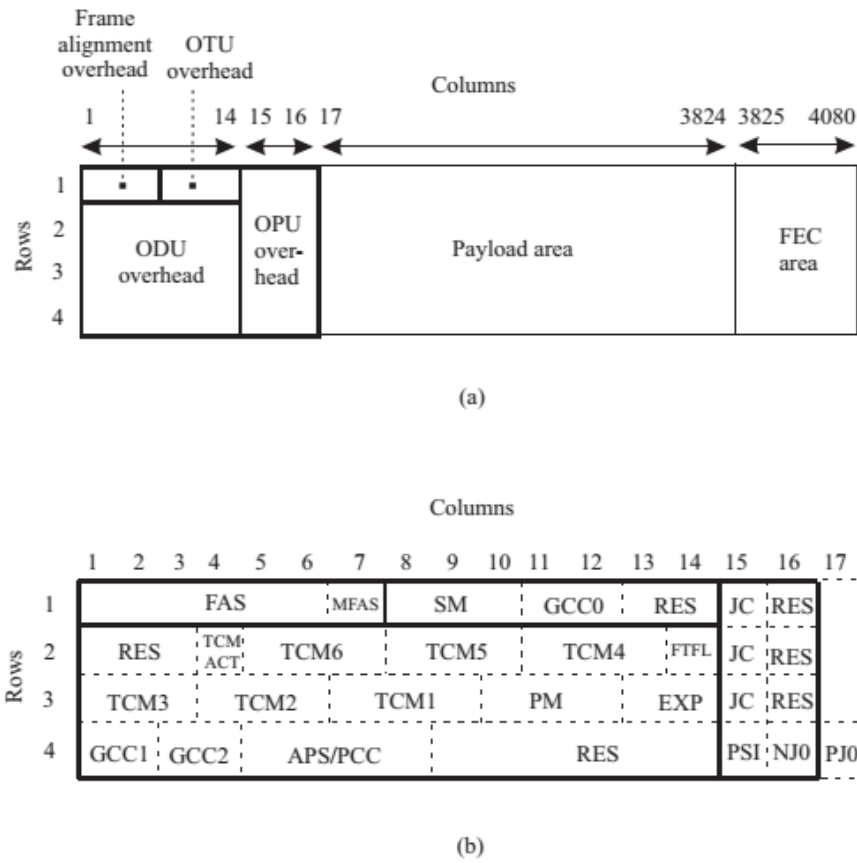 Frame
alignment
overhead
OTU
overhead
Columns
1 14 15 16 17 3824 3825 4080
Rows
1
2
3
4
ODU
overhead
OPU
over-
head
Payload area
FEC
area
(a)
Columns
1 2 3 4 5 6 7 8 9 10 11 12 13 14 15 16 17
Rows
1 FAS MFAS SM GCC0 RES JC RES
2 RES TCM ACT TCM6 TCM5 TCM4 FTFL JC RES
3 TCM3 TCM2 TCM1 PM EXP JC RES
4 GCC1 GCC2 APS/PCC RES PSI NJ0 PJ0
(b)